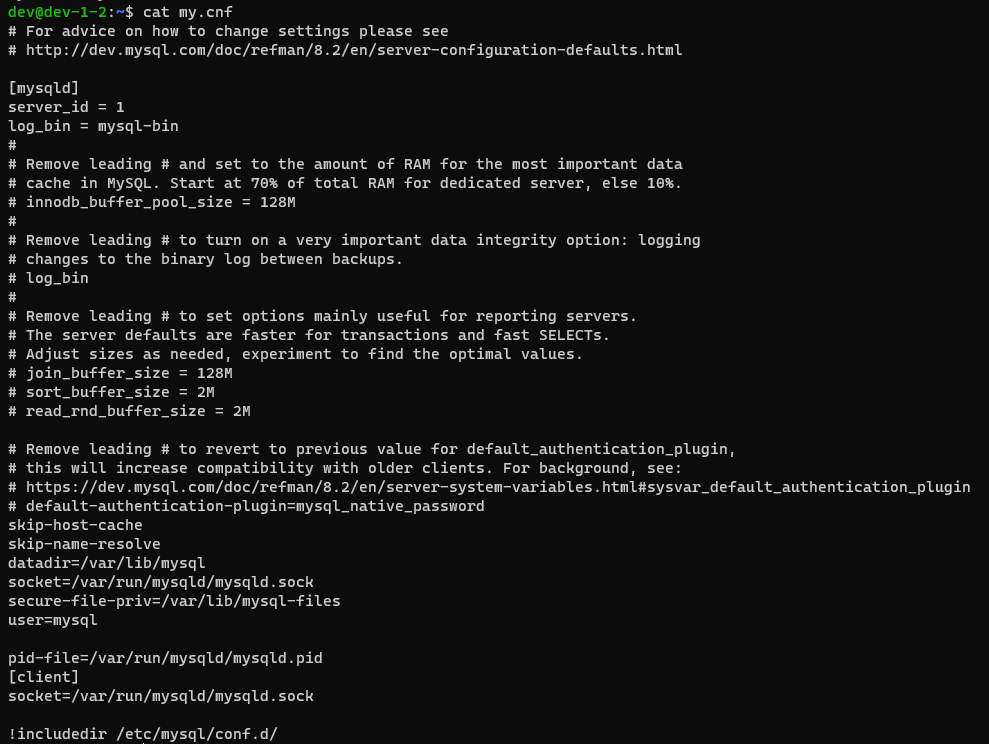 dev@dev-1-2:~$ cat my.cnf
# For advice on how to change settings please see
# http://dev.mysql.com/doc/refman/8.2/en/server-configuration-defaults.html
[mysqld]
server_id = 1
log_bin = mysql-bin
#
# Remove leading # and set to the amount of RAM for the most important data
# cache in MySQL. Start at 70% of total RAM for dedicated server, else 10%.
# innodb_buffer_pool_size = 128M
#
# Remove leading # to turn on a very important data integrity option: logging
# changes to the binary log between backups.
# log_bin
#
# Remove leading # to set options mainly useful for reporting servers.
# The server defaults are faster for transactions and fast SELECTs.
# Adjust sizes as needed, experiment to find the optimal values.
# join_buffer_size = 128M
# sort_buffer_size = 2M
# read_rnd_buffer_size = 2M
# Remove leading # to revert to previous value for default_authentication_plugin,
# this will increase compatibility with older clients. For background, see:
# https://dev.mysql.com/doc/refman/8.2/en/server-system-variables.html#sysvar_default_authentication_plugin
# default-authentication-plugin=mysql_native_password
skip-host-cache
skip-name-resolve
datadir=/var/lib/mysql
socket=/var/run/mysqld/mysqld.sock
secure-file-priv=/var/lib/mysql-files
user=mysql
pid-file=/var/run/mysqld/mysqld.pid
[client]
socket=/var/run/mysqld/mysqld.sock
!includedir /etc/mysql/conf.d/